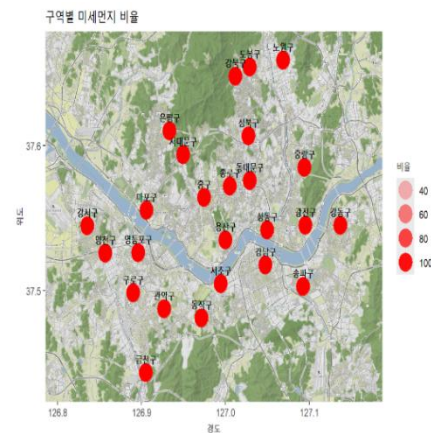 구역별 미세먼지 비율
노원구
도봉구
강북구
은평구
성북구
서대문구
중랑구
동대문구
종로구
중구
마포구
강서구
용산구
성동구
광진구
강동구
양천구
영등포구
강남구
서초구
송파구
구로구
관악구
동작구
금천구
37.6
37.5
위도
126.8
126.9
127.0
127.1
경도
비율
40
60
80
100